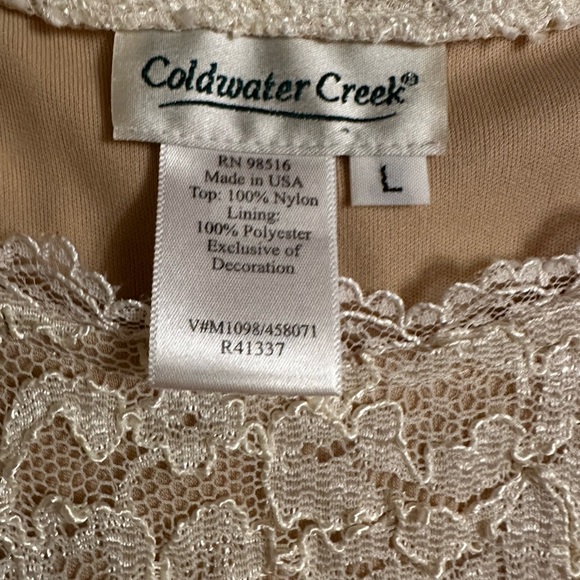 Coldwater Creek®
L
RN 98516
Made in USA
Top: 100% Nylon
Lining:
100% Polyester
Exclusive of
Decoration
V#M1098/458071
R41337